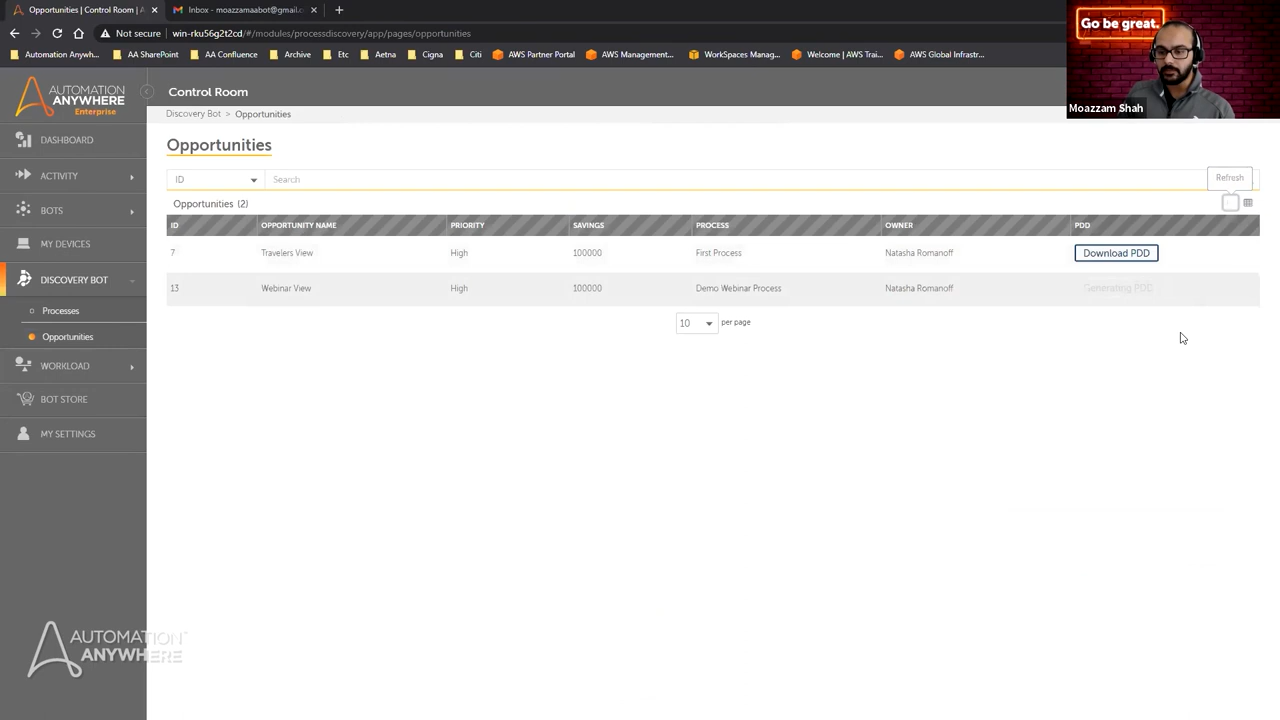 Opportunities | Control Room | A
Inbox - moazzamaabot@gmail.c
Not secure
win-rku56g2t2cd/#/modules/processdiscovery/app/pages/opportunities
Automation Anywh...
AA SharePoint
AA Confluence
Archive
Etc
Aetna
Cigna
Citi
AWS Partner Portal
AWS Management...
WorkSpaces Manag...
Welcome | AWS Trai...
AWS Global Infrastr...
Go be great.
Moazzam Shah
AUTOMATION
ANYWHERE
Enterprise
Control Room
Discovery Bot > Opportunities
DASHBOARD
ACTIVITY
BOTS
MY DEVICES
DISCOVERY BOT
Processes
Opportunities
WORKLOAD
BOT STORE
MY SETTINGS
Opportunities
ID
Search
Refresh
Opportunities (2)
ID OPPORTUNITY NAME PRIORITY SAVINGS PROCESS OWNER PDD
7 Travelers View High 100000 First Process Natasha Romanoff Download PDD
13 Webinar View High 100000 Demo Webinar Process Natasha Romanoff Generating PDD
10 per page
AUTOMATION
ANYWHERE